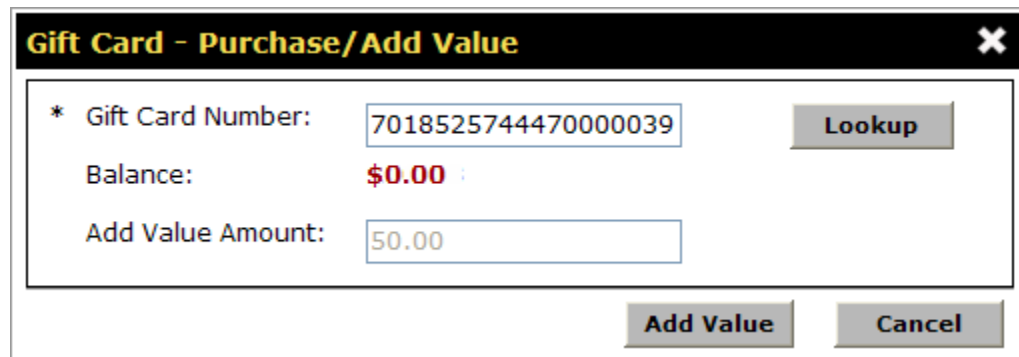 Gift Card - Purchase/Add Value
* Gift Card Number: 7018525744470000039 Lookup
Balance: $0.00
Add Value Amount: 50.00
Add Value Cancel